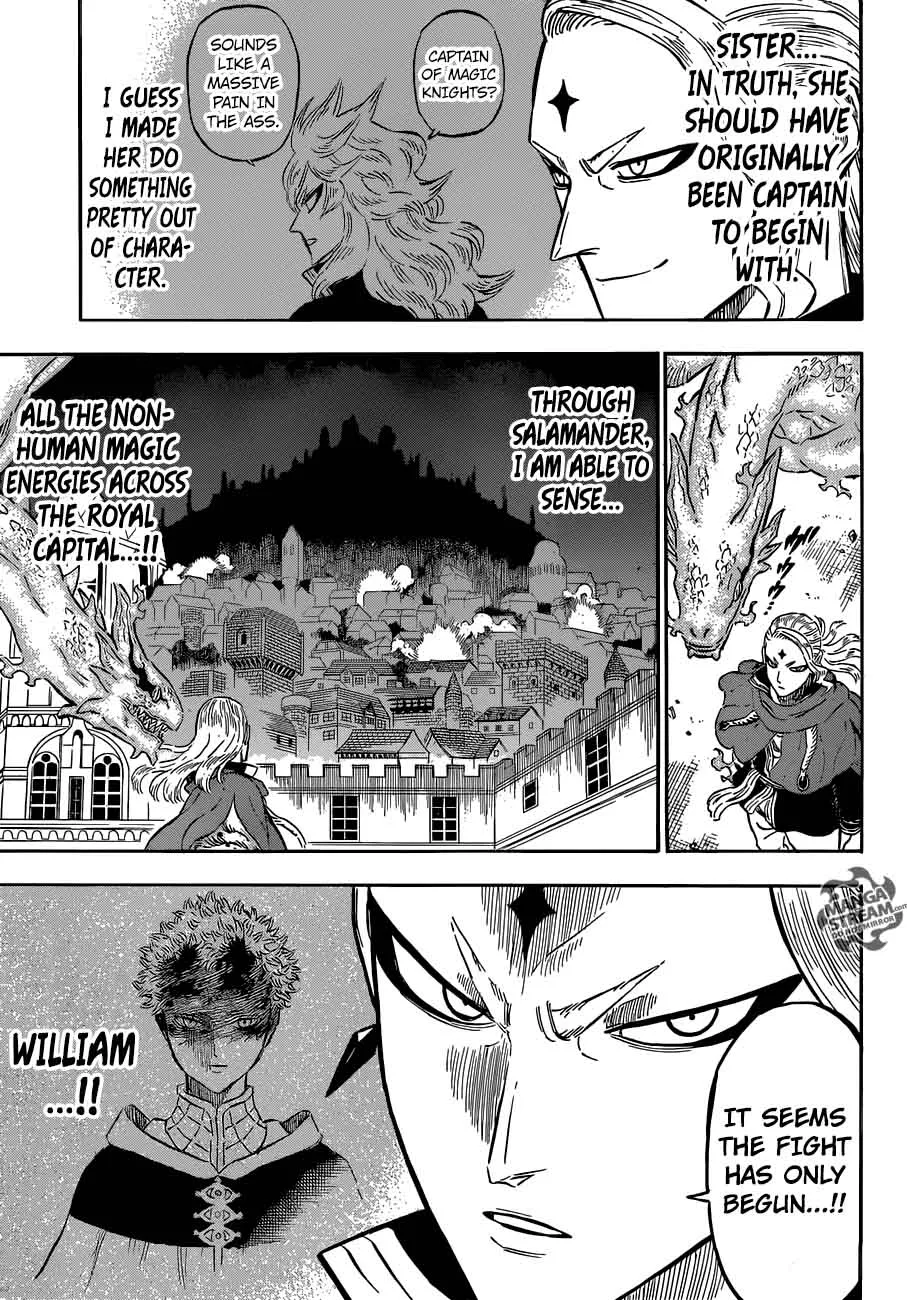 SISTER...
IN TRUTH, SHE
SHOULD HAVE
ORIGINALLY
BEEN CAPTAIN
TO BEGIN
WITH.
CAPTAIN
OF MAGIC
KNIGHTS?
SOUNDS
LIKE A
MASSIVE
PAIN IN
THE ASS.
I GUESS
I MADE
HER DO
SOMETHING
PRETTY OUT
OF CHARA-
CTER.
THROUGH
SALAMANDER,
I AM ABLE TO
SENSE...
ALL THE NON-
HUMAN MAGIC
ENERGIES ACROSS
THE ROYAL
CAPITAL...!!
MANGA
STREAM.COM
IT SEEMS
THE FIGHT
HAS ONLY
BEGUN...!!
WILLIAM
...!!